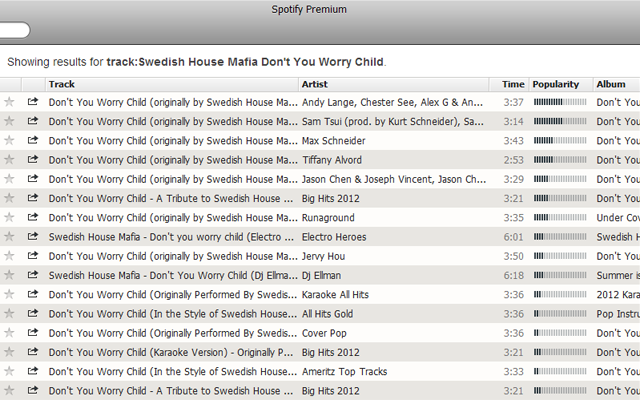 Spotify Premium
Showing results for track:Swedish House Mafia Don't You Worry Child.
Track Artist Time Popularity Album
Don't You Worry Child (originally by Swedish House Ma... Andy Lange, Chester See, Alex G & An... 3:37 Don't You
Don't You Worry Child (originally by Swedish House Ma... Sam Tsui (prod. by Kurt Schneider), Sa... 3:14 Don't You
Don't You Worry Child (originally by Swedish House Ma... Max Schneider 3:43 Don't You
Don't You Worry Child (originally by Swedish House Ma... Tiffany Alvord 2:53 Don't You
Don't You Worry Child (originally by Swedish House Ma... Jason Chen & Joseph Vincent, Jason Ch... 3:29 Don't You
Don't You Worry Child - A Tribute to Swedish House ... Big Hits 2012 3:21 Don't You
Don't You Worry Child (originally by Swedish House Ma... Runaground 3:35 Under Cov
Swedish House Mafia - Don't you worry child (Electro ... Electro Heroes 6:01 Swedish H
Don't You Worry Child (originally by Swedish House Ma... Jervy Hou 3:50 Don't You
Swedish House Mafia - Don't You Worry Child (Dj Ellma... Dj Ellman 6:18 Summer is
Don't You Worry Child (Originally Performed By Swedis... Karaoke All Hits 3:36 2012 Kara
Don't You Worry Child (In the Style of Swedish House ... All Hits Gold 3:36 Pop Instru
Don't You Worry Child (Originally Performed By Swedis... Cover Pop 3:36 Don't You
Don't You Worry Child (Karaoke Version) - Originally P... Big Hits 2012 3:21 Don't You
Don't You Worry Child (In the Style of Swedish House ... Ameritz Top Tracks 3:33 Don't You
Don't You Worry Child - A Tribute to Swedish House ... Big Hits 2012 3:21 Don't You